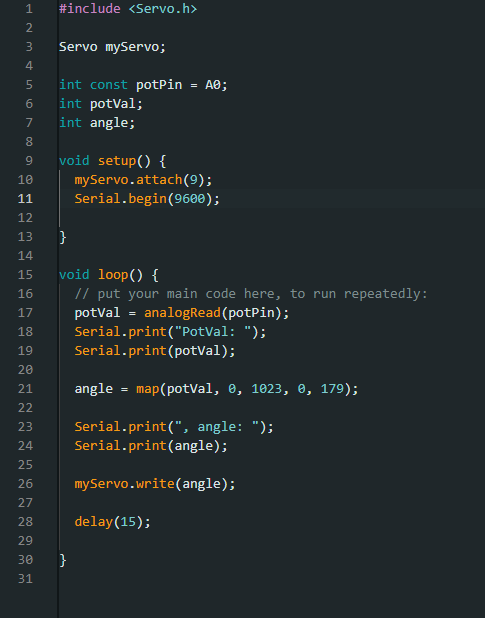 1 #include <Servo.h>
2
3 Servo myServo;
4
5 int const potPin = A0;
6 int potVal;
7 int angle;
8
9 void setup() {
10   myServo.attach(9);
11   Serial.begin(9600);
12
13 }
14
15 void loop() {
16   // put your main code here, to run repeatedly:
17   potVal = analogRead(potPin);
18   Serial.print("PotVal: ");
19   Serial.print(potVal);
20
21   angle = map(potVal, 0, 1023, 0, 179);
22
23   Serial.print(", angle: ");
24   Serial.print(angle);
25
26   myServo.write(angle);
27
28   delay(15);
29
30 }
31